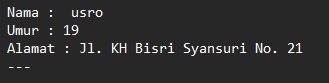 Nama :  usro
Umur : 19
Alamat : Jl. KH Bisri Syansuri No. 21
---